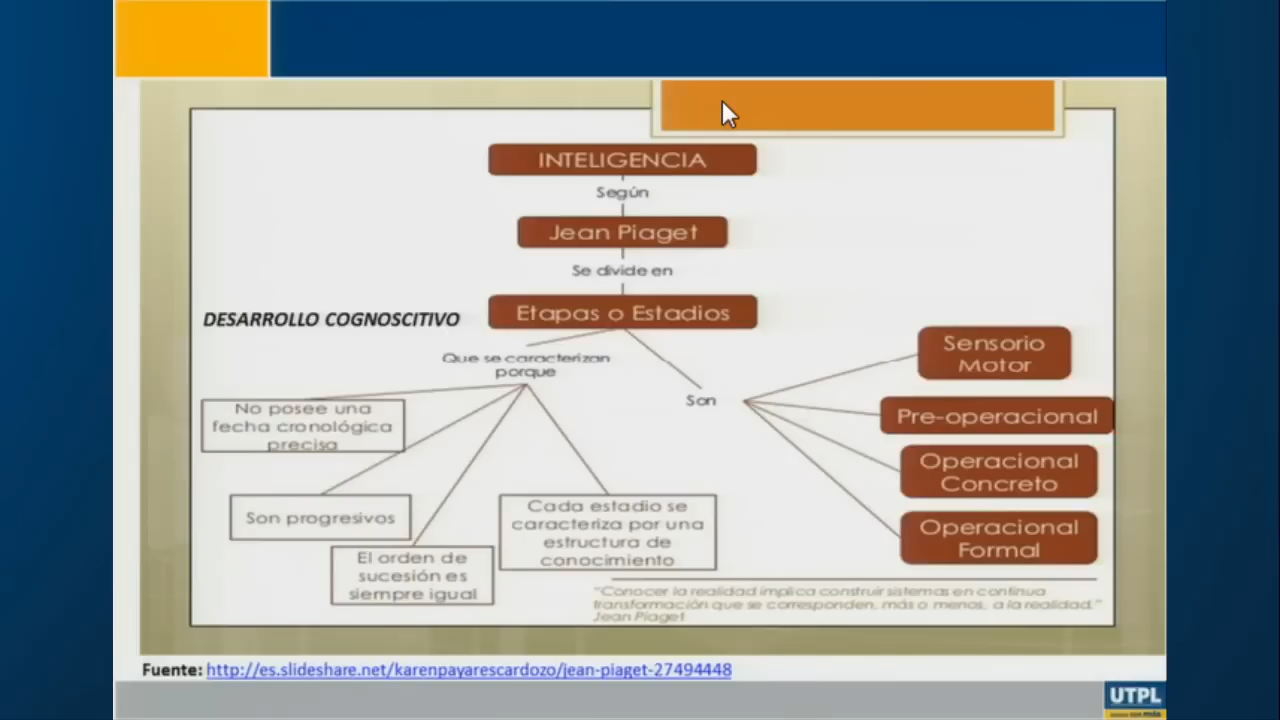 INTELIGENCIA
Según
Jean Piaget
Se divide en
Etapas o Estadios
DESARROLLO COGNOSCITIVO
Que se caracterizan
porque
Son
No posee una
fecha cronológica
precisa
Son progresivos
El orden de
sucesión es
siempre igual
Cada estadio se
caracteriza por una
estructura de
conocimiento
Sensorio
Motor
Pre-operacional
Operacional
Concreto
Operacional
Formal
"Conocer la realidad implica construir sistemas en continua
transformación que se corresponden, más o menos, a la realidad."
Jean Piaget
Fuente: http://es.slideshare.net/karenpayarescardozo/jean-piaget-27494448
UTPL